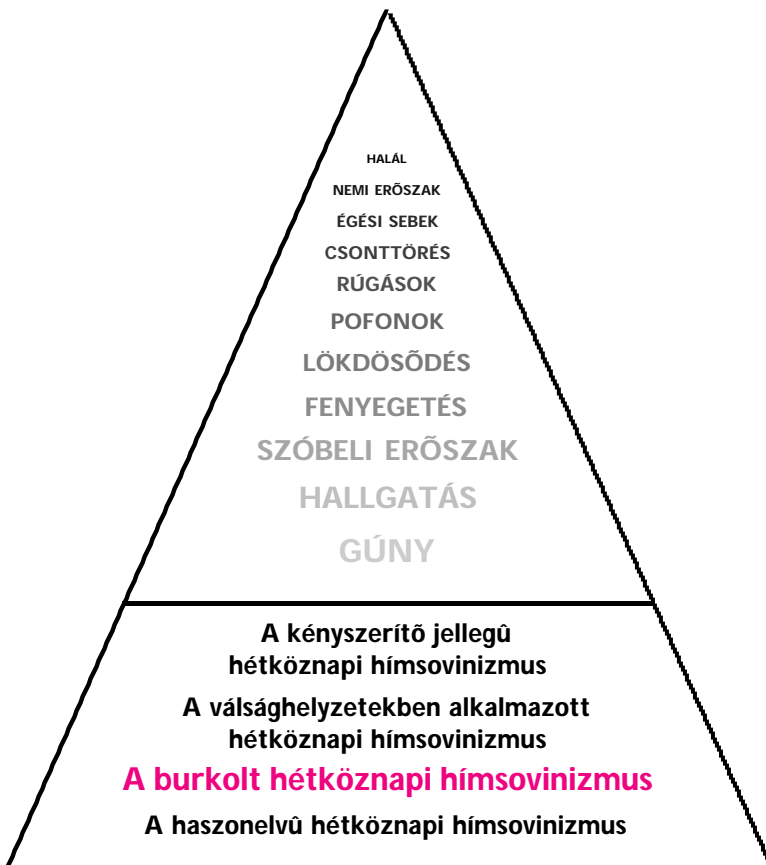 HALÁL
NEMI ERÕSZAK
ÉGÉSI SEBEK
CSONTTÖRÉS
RÚGÁSOK
POFONOK
LÖKDÖSÕDÉS
FENYEGETÉS
SZÓBELI ERÕSZAK
HALLGATÁS
GÚNY
A kényszerítõ jellegû
hétköznapi hímsovinizmus
A válsághelyzetekben alkalmazott
hétköznapi hímsovinizmus
A burkolt hétköznapi hímsovinizmus
A haszonelvû hétköznapi hímsovinizmus